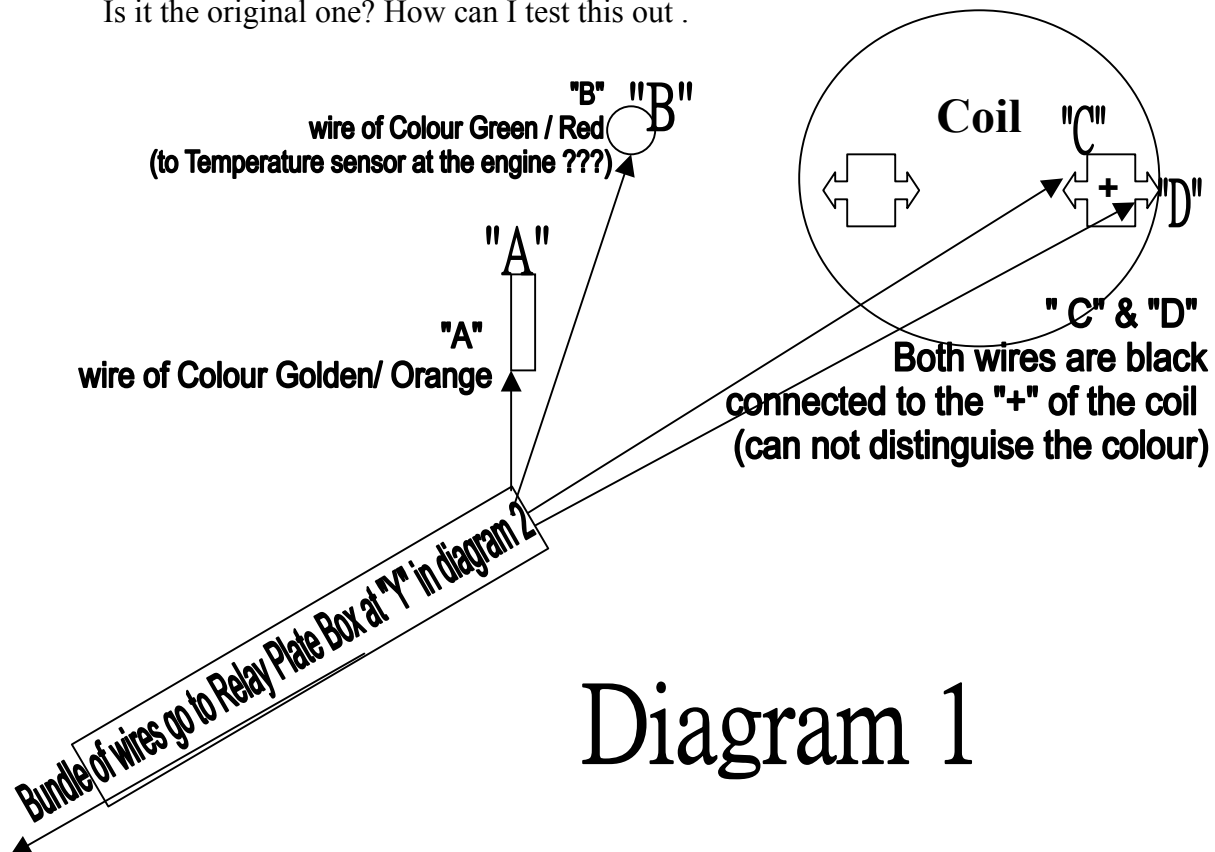 Is it the original one? How can I test this out .
"B" "B"
wire of Colour Green / Red
(to Temperature sensor at the engine ???)
Coil
"C"
+
"D"
"A"
"A"
wire of Colour Golden/ Orange
" C" & "D"
Both wires are black
connected to the "+" of the coil
(can not distinguise the colour)
Bundle of wires go to Relay Plate Box at "Y" in diagram 2
Diagram 1